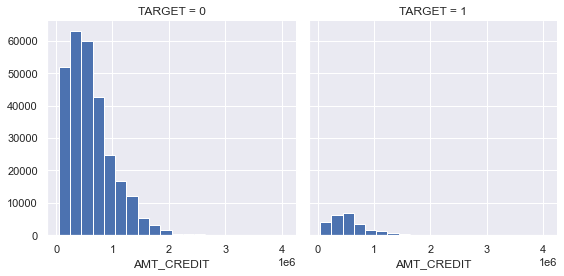 TARGET = 0
TARGET = 1
60000
50000
40000
30000
20000
10000
0
0 1 2 3 4
0 1 2 3 4
1e6
1e6
AMT_CREDIT
AMT_CREDIT